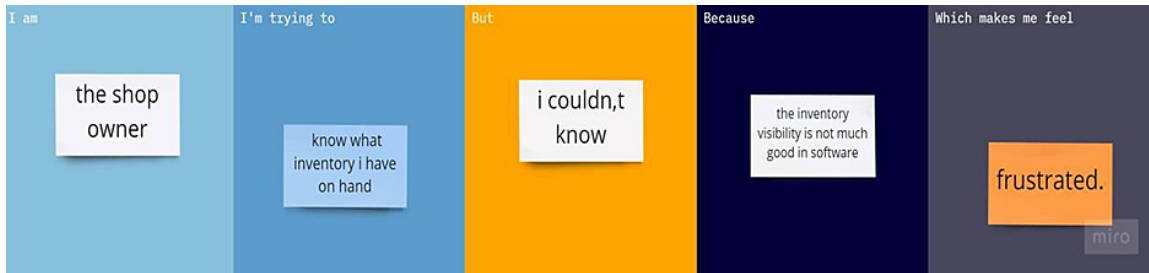 I am
the shop
owner
I'm trying to
know what
inventory i have
on hand
But
i couldn,t
know
Because
the inventory
visibility is not much
good in software
Which makes me feel
frustrated.
miro